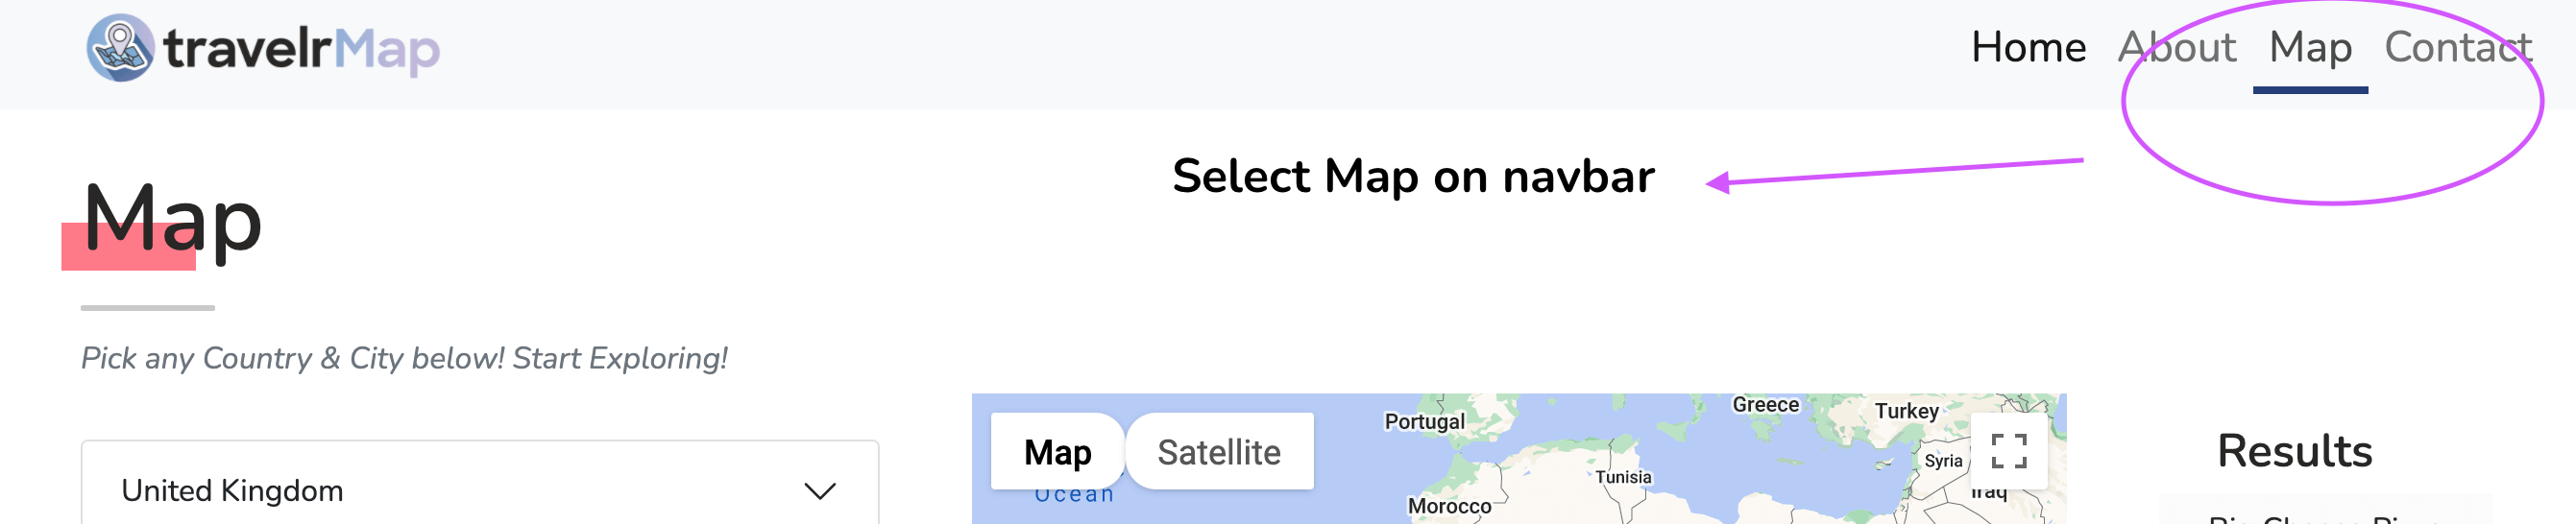 travelrMap
Home About Map Contact
Select Map on navbar
Map
Pick any Country & City below! Start Exploring!
United Kingdom
Map Satellite
Ocean
Portugal
Greece
Turkey
Tunisia
Syria
Iraq
Morocco
Results